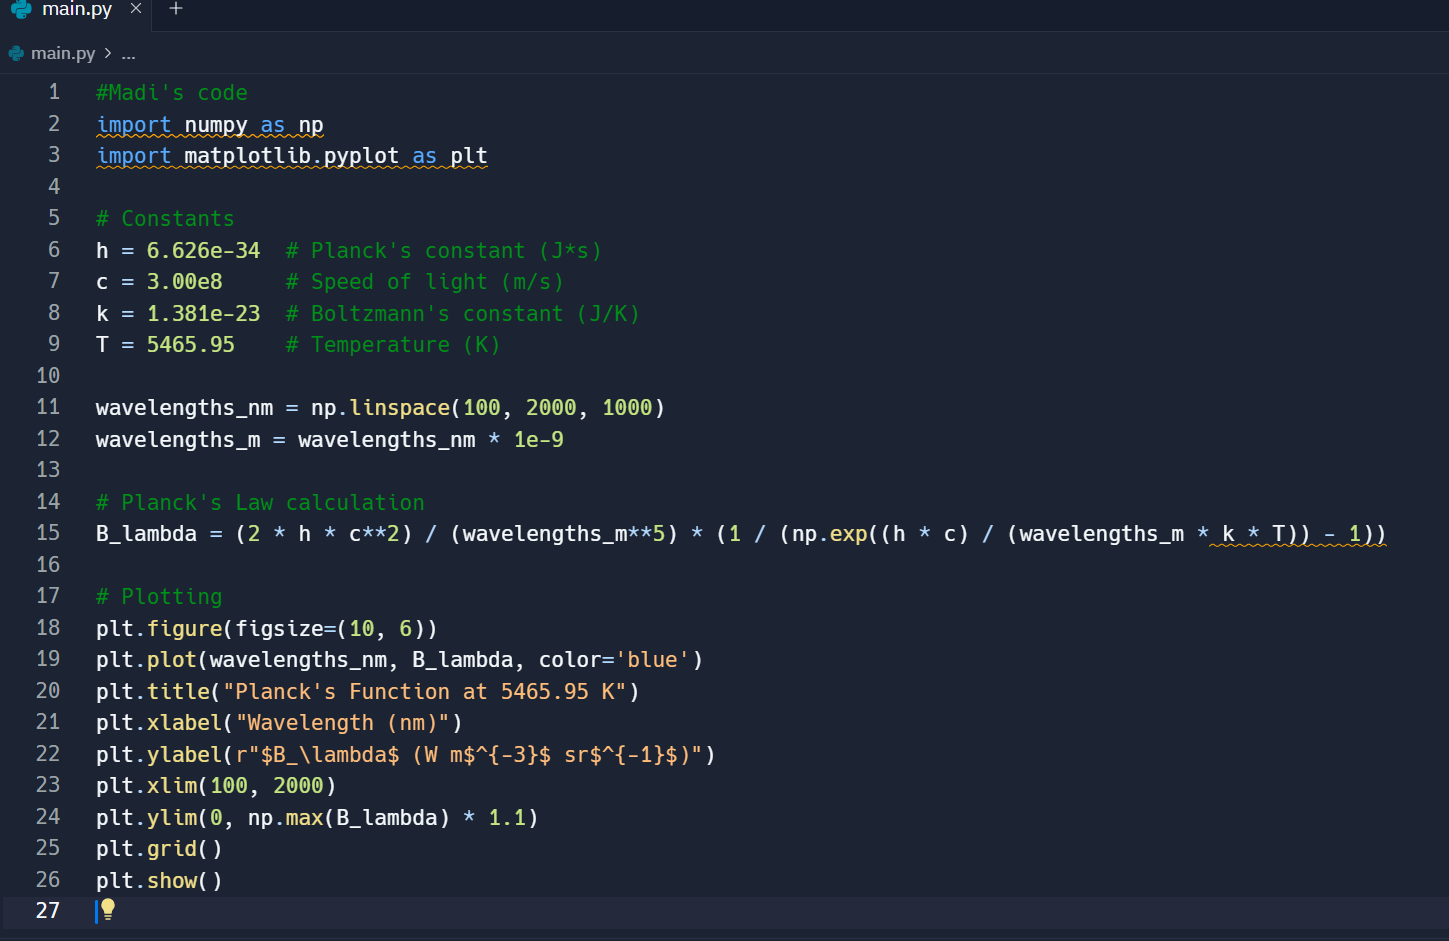 main.py × +
main.py > ...
1 #Madi's code
2 import numpy as np
3 import matplotlib.pyplot as plt
4
5 # Constants
6 h = 6.626e-34  # Planck's constant (J*s)
7 c = 3.00e8     # Speed of light (m/s)
8 k = 1.381e-23  # Boltzmann's constant (J/K)
9 T = 5465.95    # Temperature (K)
10
11 wavelengths_nm = np.linspace(100, 2000, 1000)
12 wavelengths_m = wavelengths_nm * 1e-9
13
14 # Planck's Law calculation
15 B_lambda = (2 * h * c**2) / (wavelengths_m**5) * (1 / (np.exp((h * c) / (wavelengths_m * k * T)) - 1))
16
17 # Plotting
18 plt.figure(figsize=(10, 6))
19 plt.plot(wavelengths_nm, B_lambda, color='blue')
20 plt.title("Planck's Function at 5465.95 K")
21 plt.xlabel("Wavelength (nm)")
22 plt.ylabel(r"$B_\lambda$ (W m$^{-3}$ sr$^{-1}$)")
23 plt.xlim(100, 2000)
24 plt.ylim(0, np.max(B_lambda) * 1.1)
25 plt.grid()
26 plt.show()
27